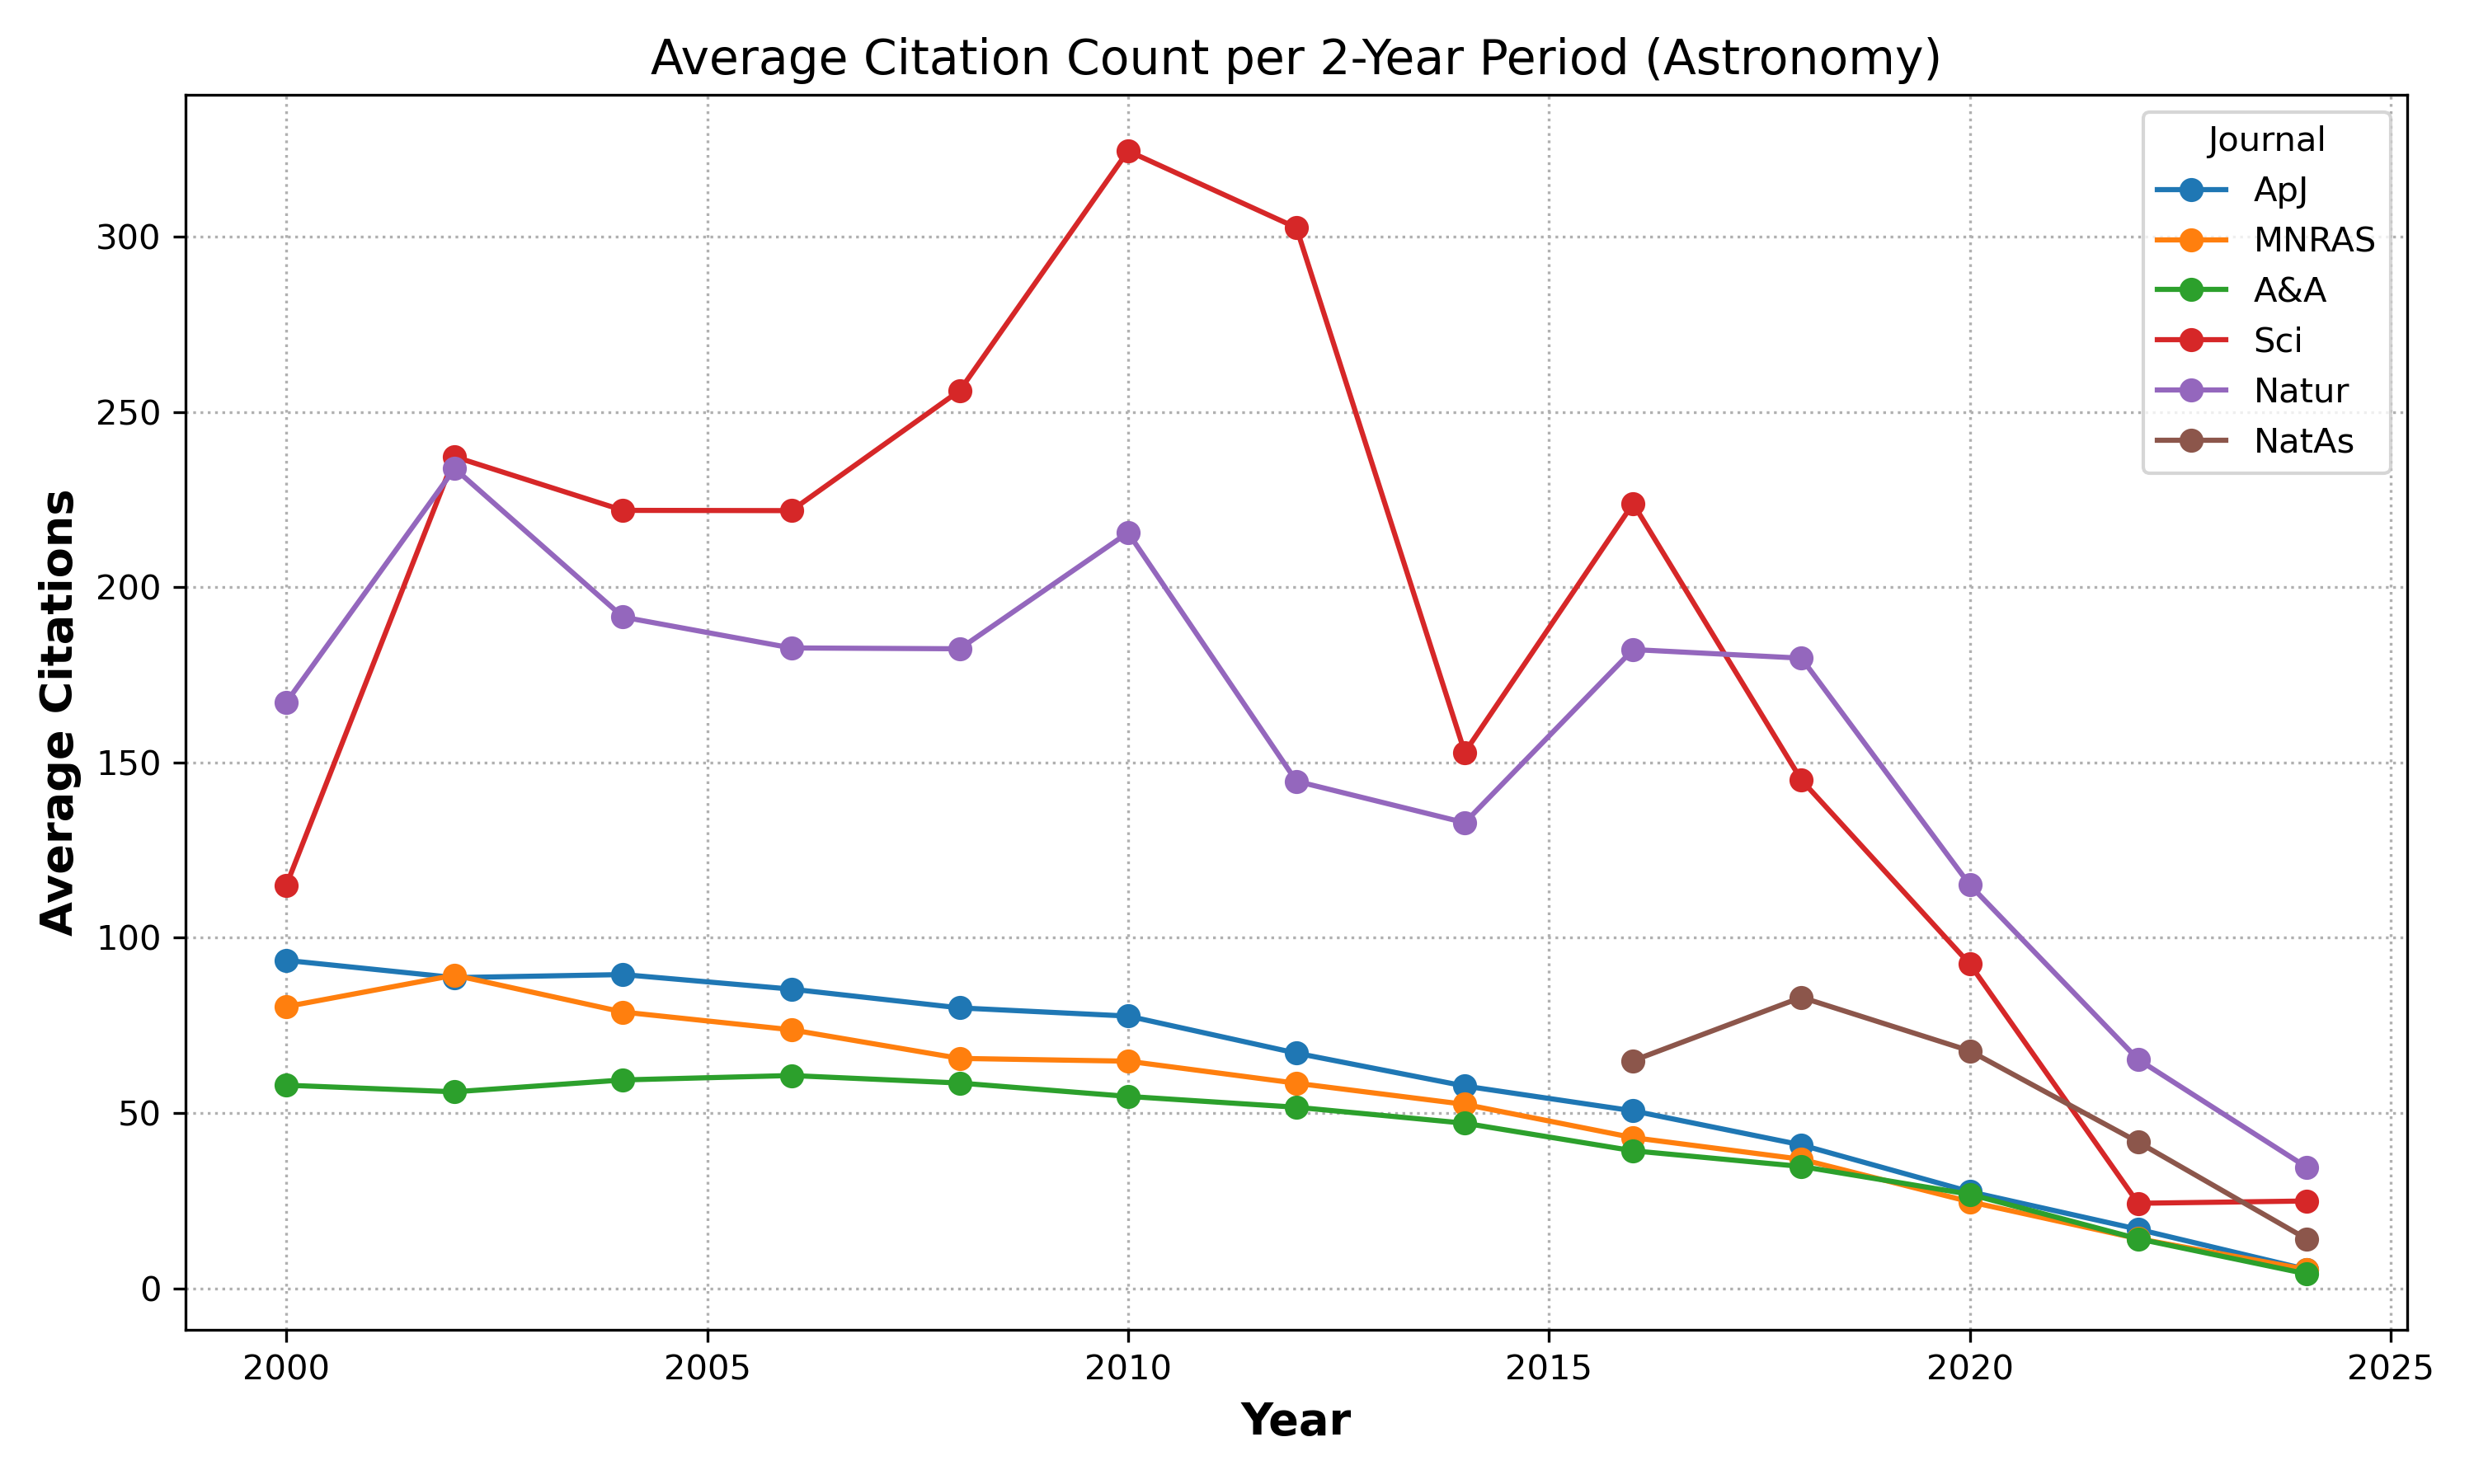 Average Citation Count per 2-Year Period (Astronomy)
Journal
ApJ
MNRAS
A&A
Sci
Natur
NatAs
Average Citations
300
250
200
150
100
50
0
2000 2005 2010 2015 2020 2025
Year